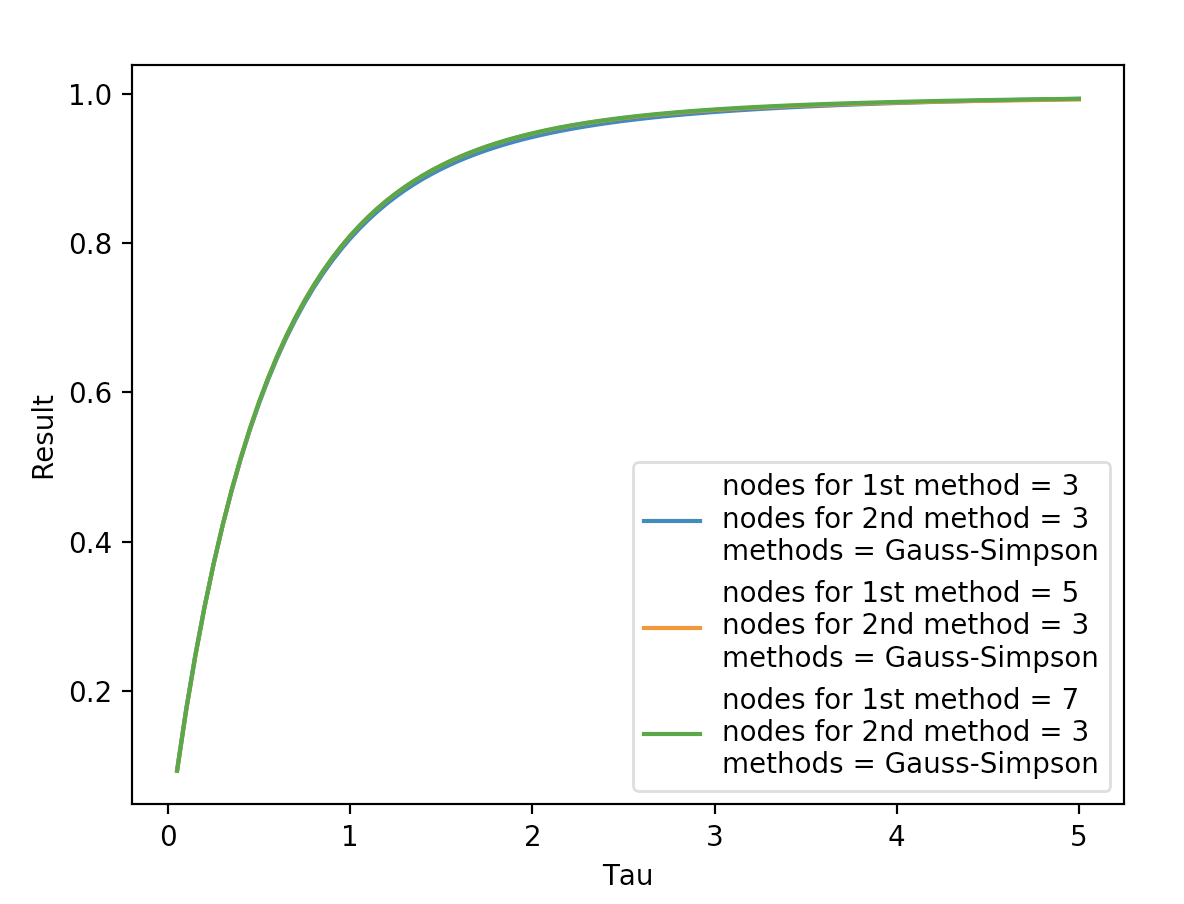 1.0
0.8
0.6
0.4
0.2
Result
nodes for 1st method = 3
nodes for 2nd method = 3
methods = Gauss-Simpson
nodes for 1st method = 5
nodes for 2nd method = 3
methods = Gauss-Simpson
nodes for 1st method = 7
nodes for 2nd method = 3
methods = Gauss-Simpson
0 1 2 3 4 5
Tau